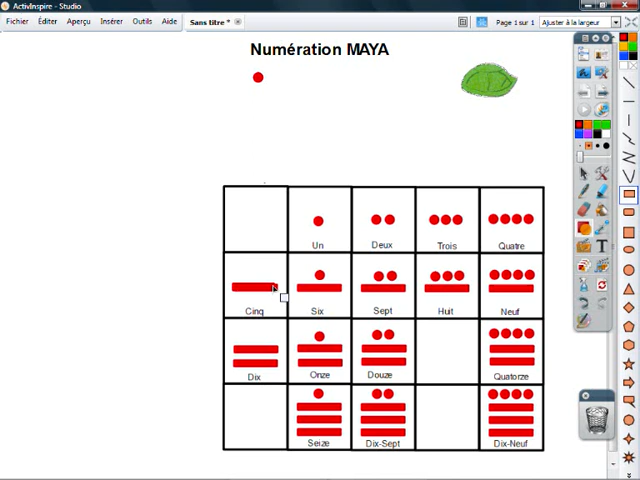 ActivInspire - Studio
Fichier Édition Aperçu Insérer Outils Aide
Sans titre *
Page 1 sur 1
Ajuster à la largeur
Numération MAYA
Un Deux Trois Quatre
Cinq Six Sept Huit Neuf
Dix Onze Douze Quatorze
Seize Dix-Sept Dix-Neuf